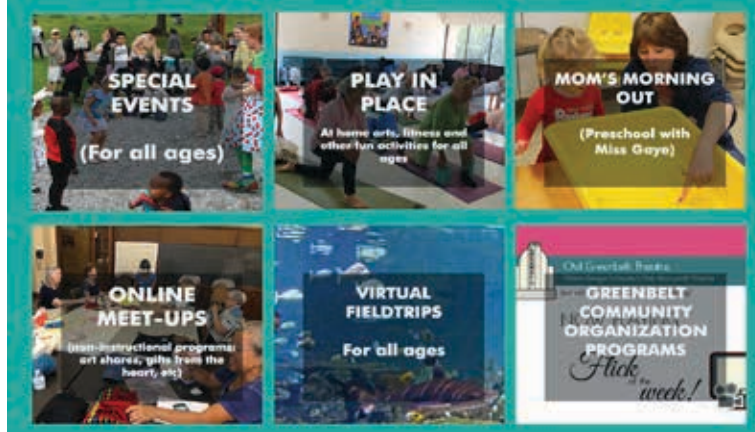 SPECIAL
EVENTS
(For all ages)
PLAY IN
PLACE
At home arts, fitness and
other fun activities for all
ages
MOM'S MORNING
OUT
(Preschool with
Miss Gaye)
ONLINE
MEET-UPS
(non-instructional programs:
art shares, gifts from the
heart, etc)
VIRTUAL
FIELDTRIPS
For all ages
Old Greenbelt Theatre
GREENBELT
COMMUNITY
ORGANIZATION
PROGRAMS
Flick
of the
week!